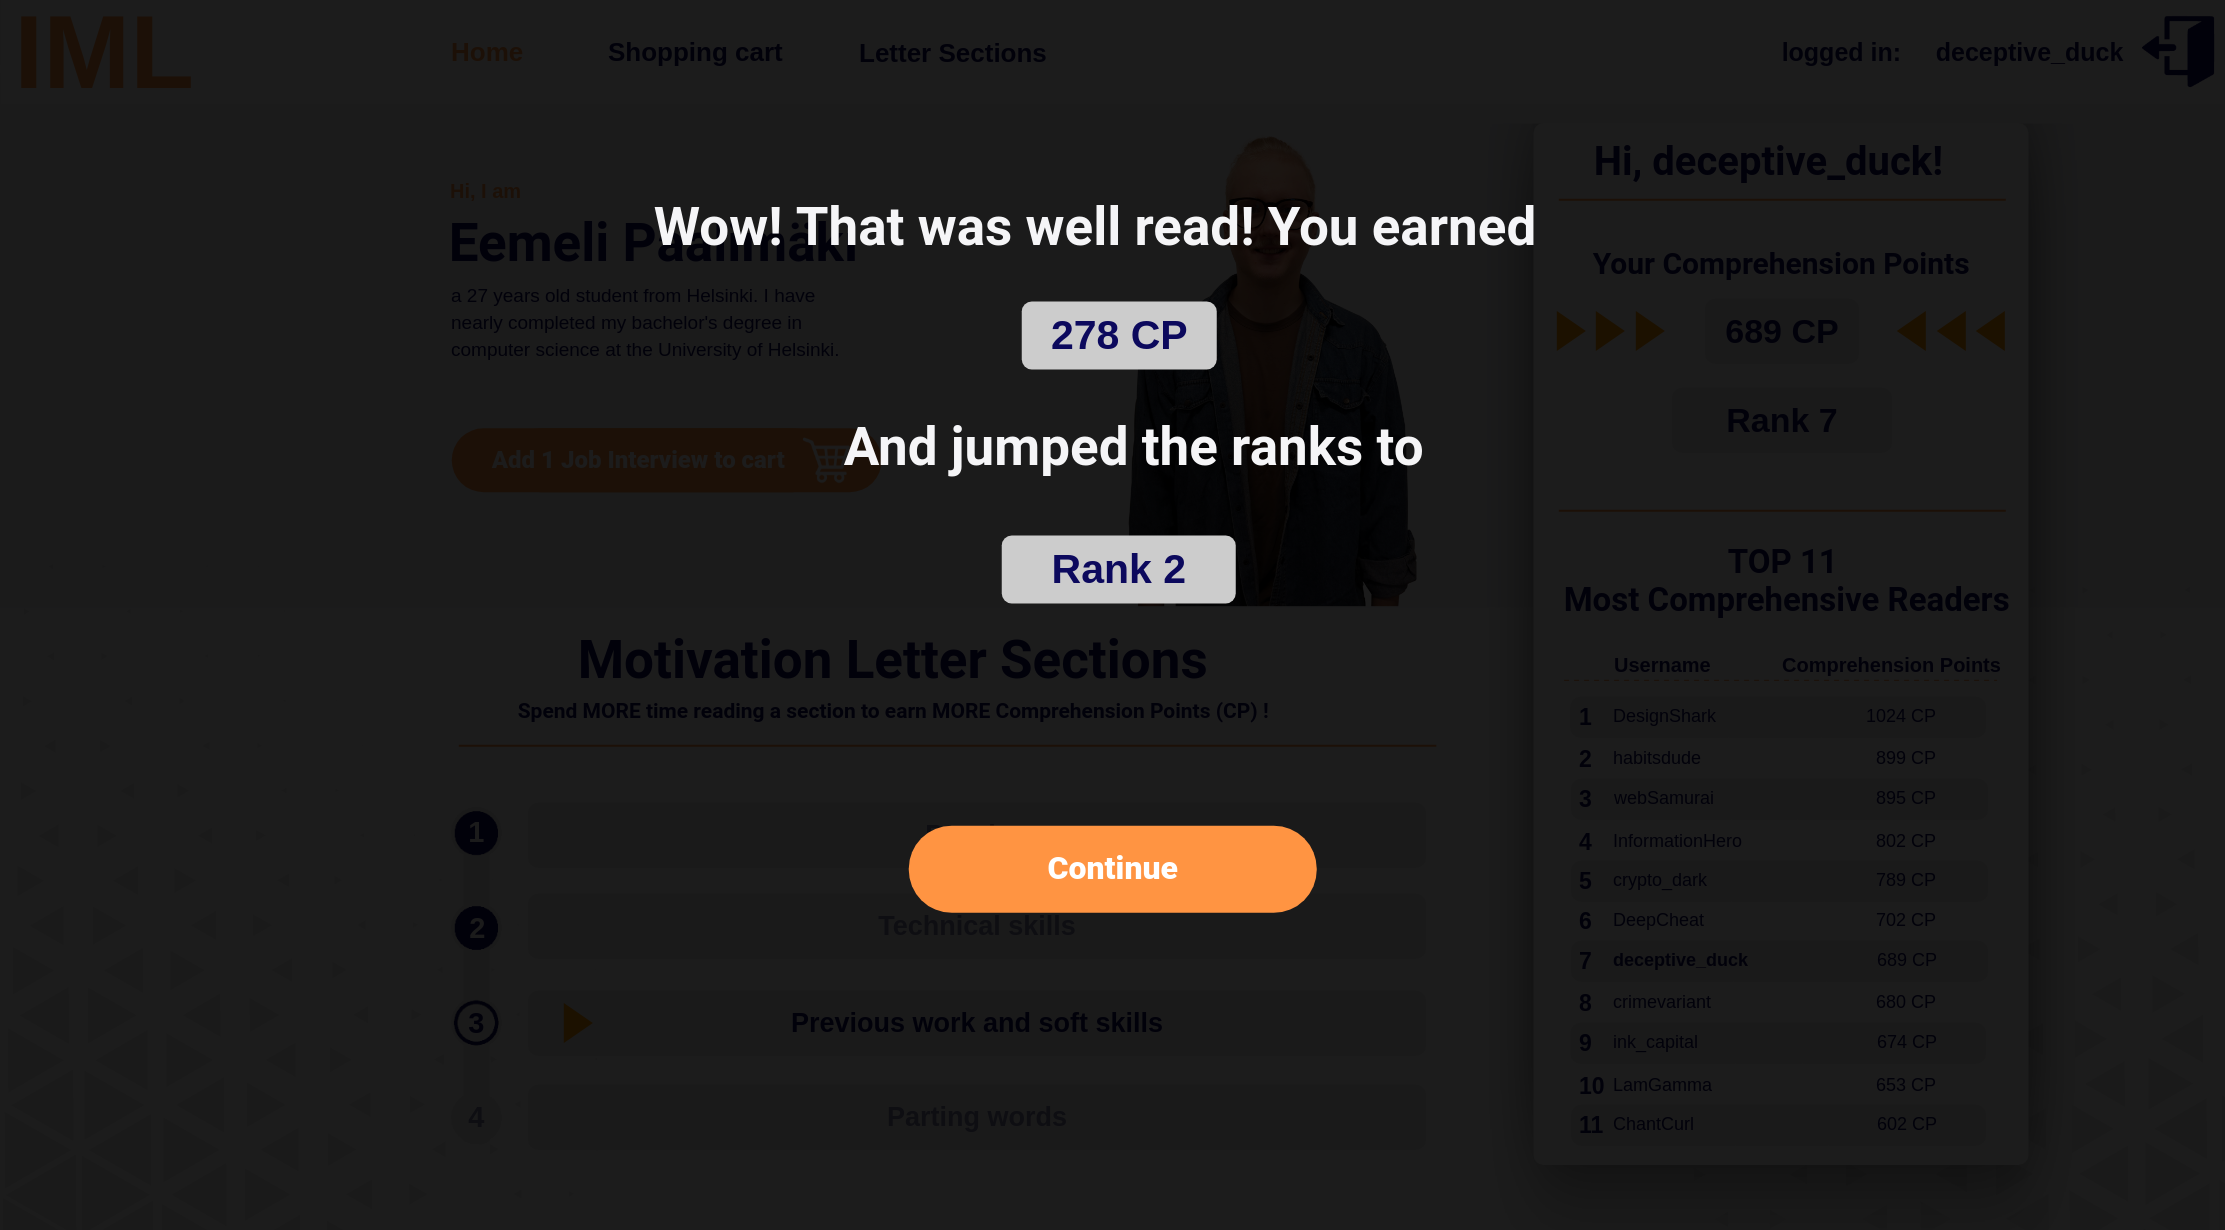 IML
Home
Shopping cart
Letter Sections
logged in:
deceptive_duck
Hi, I am
Eemeli Päälimäki
a 27 years old student from Helsinki. I have
nearly completed my bachelor's degree in
computer science at the University of Helsinki.
Add 1 Job Interview to cart
Wow! That was well read! You earned
278 CP
And jumped the ranks to
Rank 2
Continue
Motivation Letter Sections
Spend MORE time reading a section to earn MORE Comprehension Points (CP) !
1
2 Technical skills
3 Previous work and soft skills
4 Parting words
Hi, deceptive_duck!
Your Comprehension Points
689 CP
Rank 7
TOP 11
Most Comprehensive Readers
Username Comprehension Points
1 DesignShark 1024 CP
2 habitsdude 899 CP
3 webSamurai 895 CP
4 InformationHero 802 CP
5 crypto_dark 789 CP
6 DeepCheat 702 CP
7 deceptive_duck 689 CP
8 crimevariant 680 CP
9 ink_capital 674 CP
10 LamGamma 653 CP
11 ChantCurl 602 CP